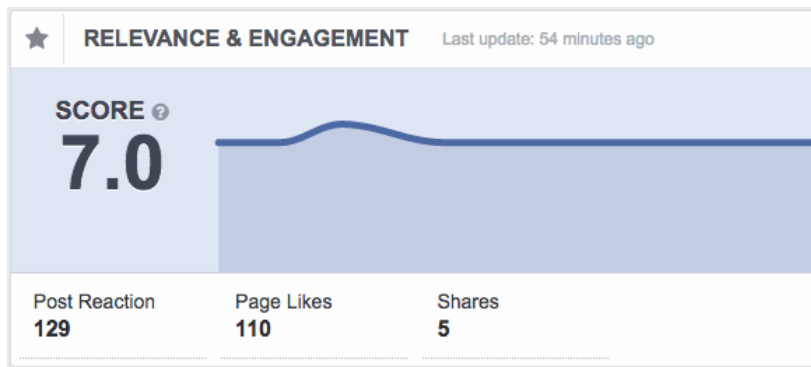 RELEVANCE & ENGAGEMENT Last update: 54 minutes ago
SCORE ?
7.0
Post Reaction Page Likes Shares
129 110 5